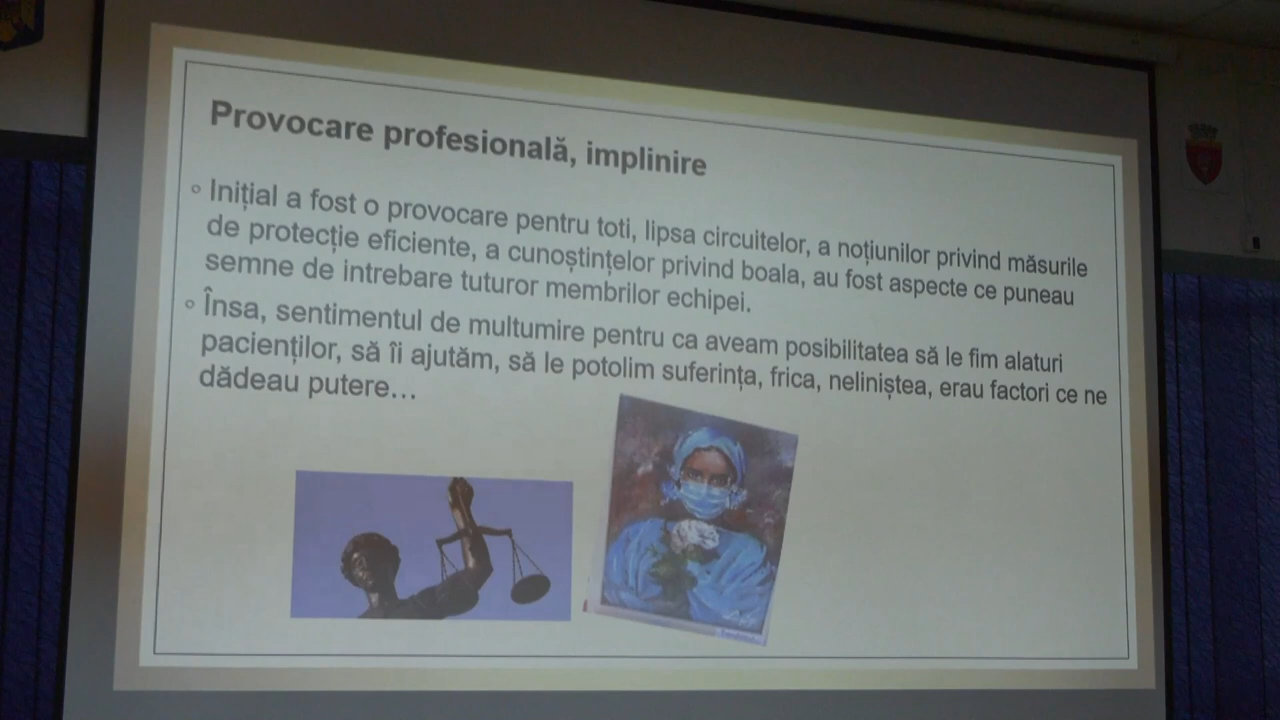 Provocare profesională, implinire
Inițial a fost o provocare pentru toti, lipsa circuitelor, a noțiunilor privind măsurile
de protecție eficiente, a cunoștințelor privind boala, au fost aspecte ce puneau
semne de intrebare tuturor membrilor echipei.
Însa, sentimentul de multumire pentru ca aveam posibilitatea să le fim alaturi
pacienților, să îi ajutăm, să le potolim suferința, frica, neliniștea, erau factori ce ne
dădeau putere…